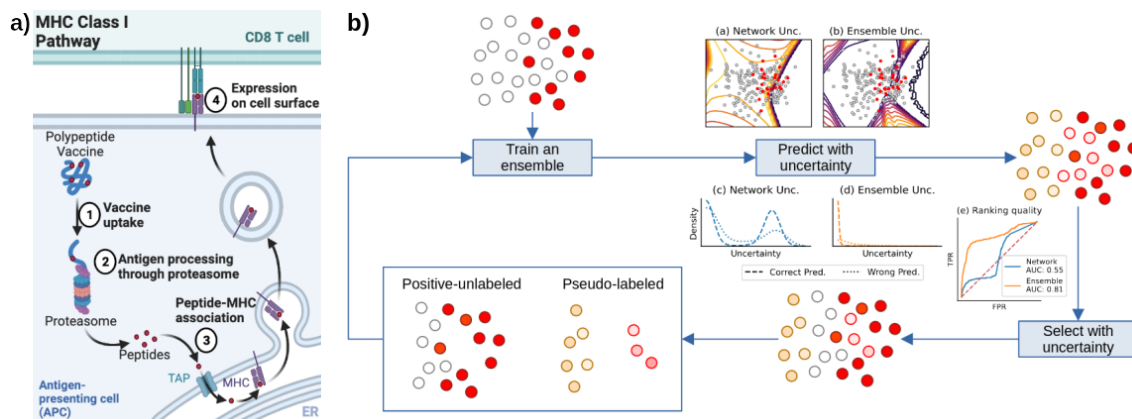 a)
MHC Class I
Pathway
CD8 T cell
4
Expression
on cell surface
Polypeptide
Vaccine
1
Vaccine
uptake
2
Antigen processing
through proteasome
Proteasome
Peptide-MHC
association
3
Peptides
TAP
MHC
Antigen-
presenting cell
(APC)
ER
b)
Train an
ensemble
(a) Network Unc.
(b) Ensemble Unc.
Predict with
uncertainty
(c) Network Unc.
Density
Uncertainty
(d) Ensemble Unc.
Uncertainty
Correct Pred.
Wrong Pred.
(e) Ranking quality
TPR
FPR
Network
AUC: 0.55
Ensemble
AUC: 0.81
Select with
uncertainty
Positive-unlabeled
Pseudo-labeled